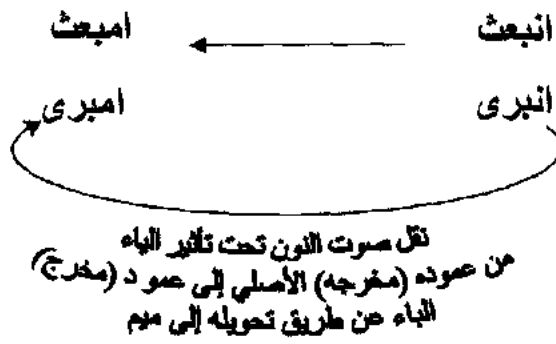 انبعث امبعث
انبرى امبرى
نقل صوت النون تحت تأثير الباء
من عموده (مخرجه) الأصلي إلى عمود (مخرج)
الباء عن طريق تحويله إلى ميم